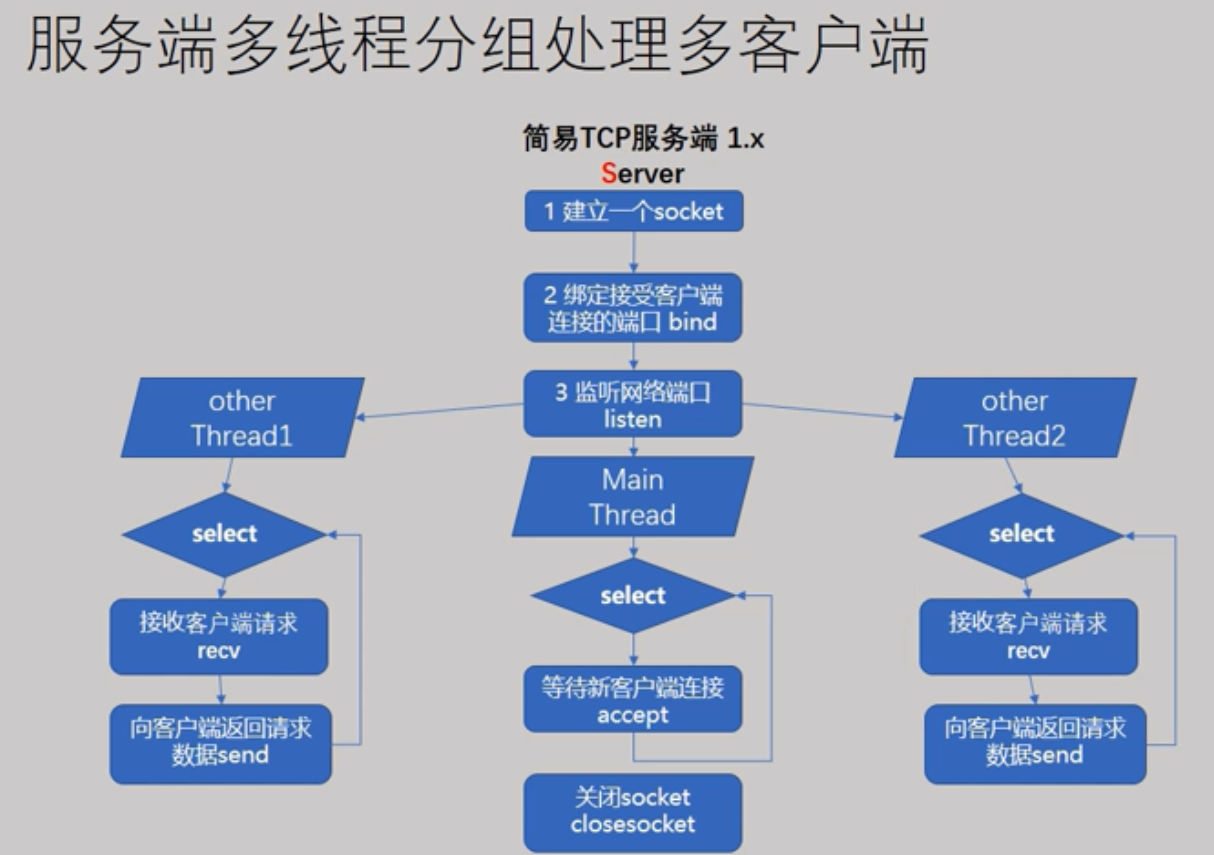 服务端多线程分组处理多客户端
简易TCP服务端 1.x
Server
1 建立一个socket
2 绑定接受客户端
连接的端口 bind
3 监听网络端口
listen
other
Thread1
select
接收客户端请求
recv
向客户端返回请求
数据send
Main
Thread
select
等待新客户端连接
accept
关闭socket
closesocket
other
Thread2
select
接收客户端请求
recv
向客户端返回请求
数据send